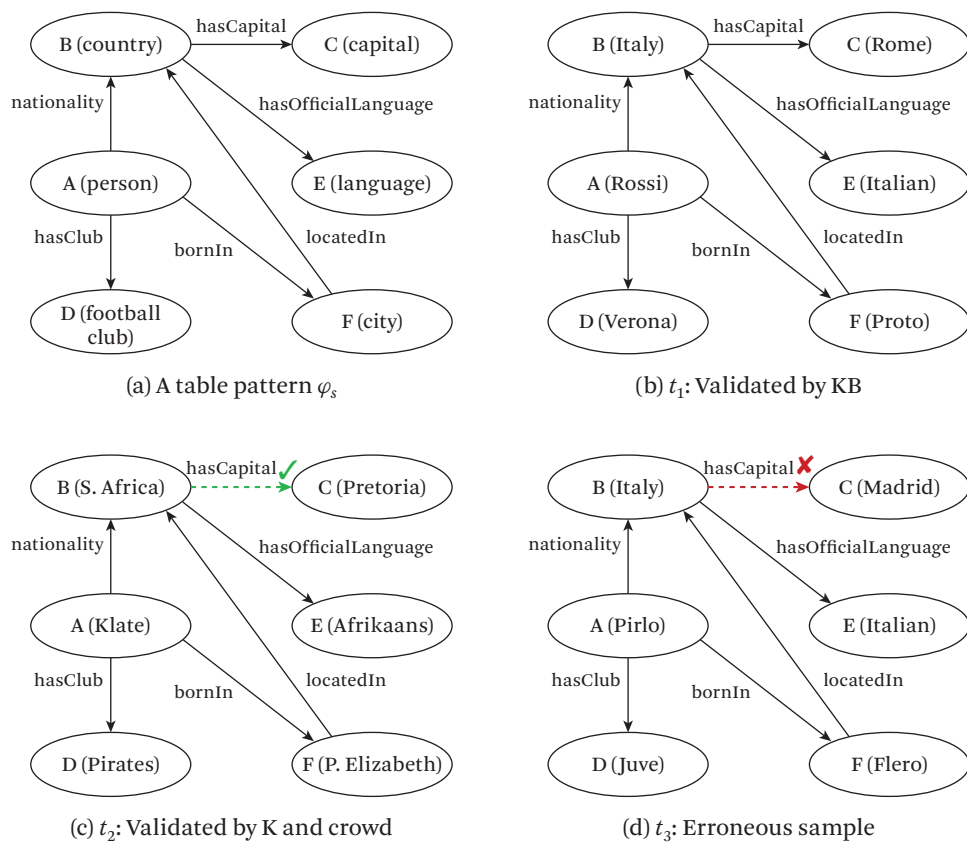 B (country)
hasCapital
C (capital)
nationality
hasOfficialLanguage
A (person)
E (language)
hasClub
bornIn
locatedIn
D (football
club)
F (city)
(a) A table pattern φs
B (Italy)
hasCapital
C (Rome)
nationality
hasOfficialLanguage
A (Rossi)
E (Italian)
hasClub
bornIn
locatedIn
D (Verona)
F (Proto)
(b) t1: Validated by KB
B (S. Africa)
hasCapital ✓
C (Pretoria)
nationality
hasOfficialLanguage
A (Klate)
E (Afrikaans)
hasClub
bornIn
locatedIn
D (Pirates)
F (P. Elizabeth)
(c) t2: Validated by K and crowd
B (Italy)
hasCapital ✘
C (Madrid)
nationality
hasOfficialLanguage
A (Pirlo)
E (Italian)
hasClub
bornIn
locatedIn
D (Juve)
F (Flero)
(d) t3: Erroneous sample